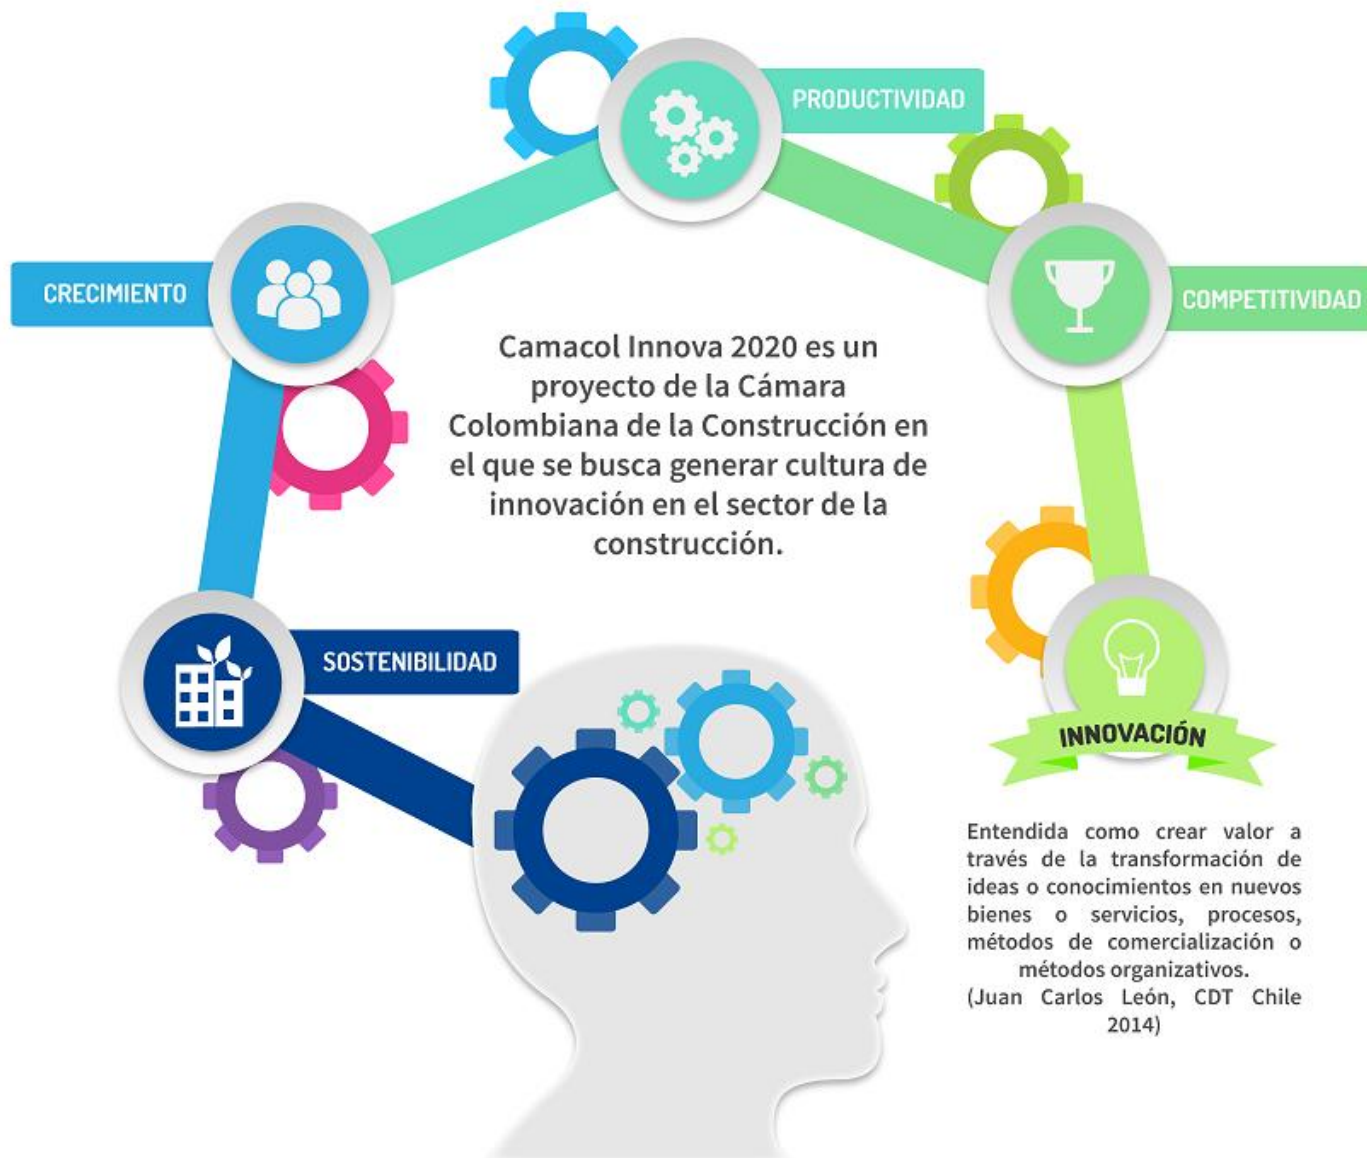 PRODUCTIVIDAD
CRECIMIENTO
COMPETITIVIDAD
Camacol Innova 2020 es un
proyecto de la Cámara
Colombiana de la Construcción en
el que se busca generar cultura de
innovación en el sector de la
construcción.
SOSTENIBILIDAD
INNOVACIÓN
Entendida como crear valor a
través de la transformación de
ideas o conocimientos en nuevos
bienes o servicios, procesos,
métodos de comercialización o
métodos organizativos.
(Juan Carlos León, CDT Chile
2014)